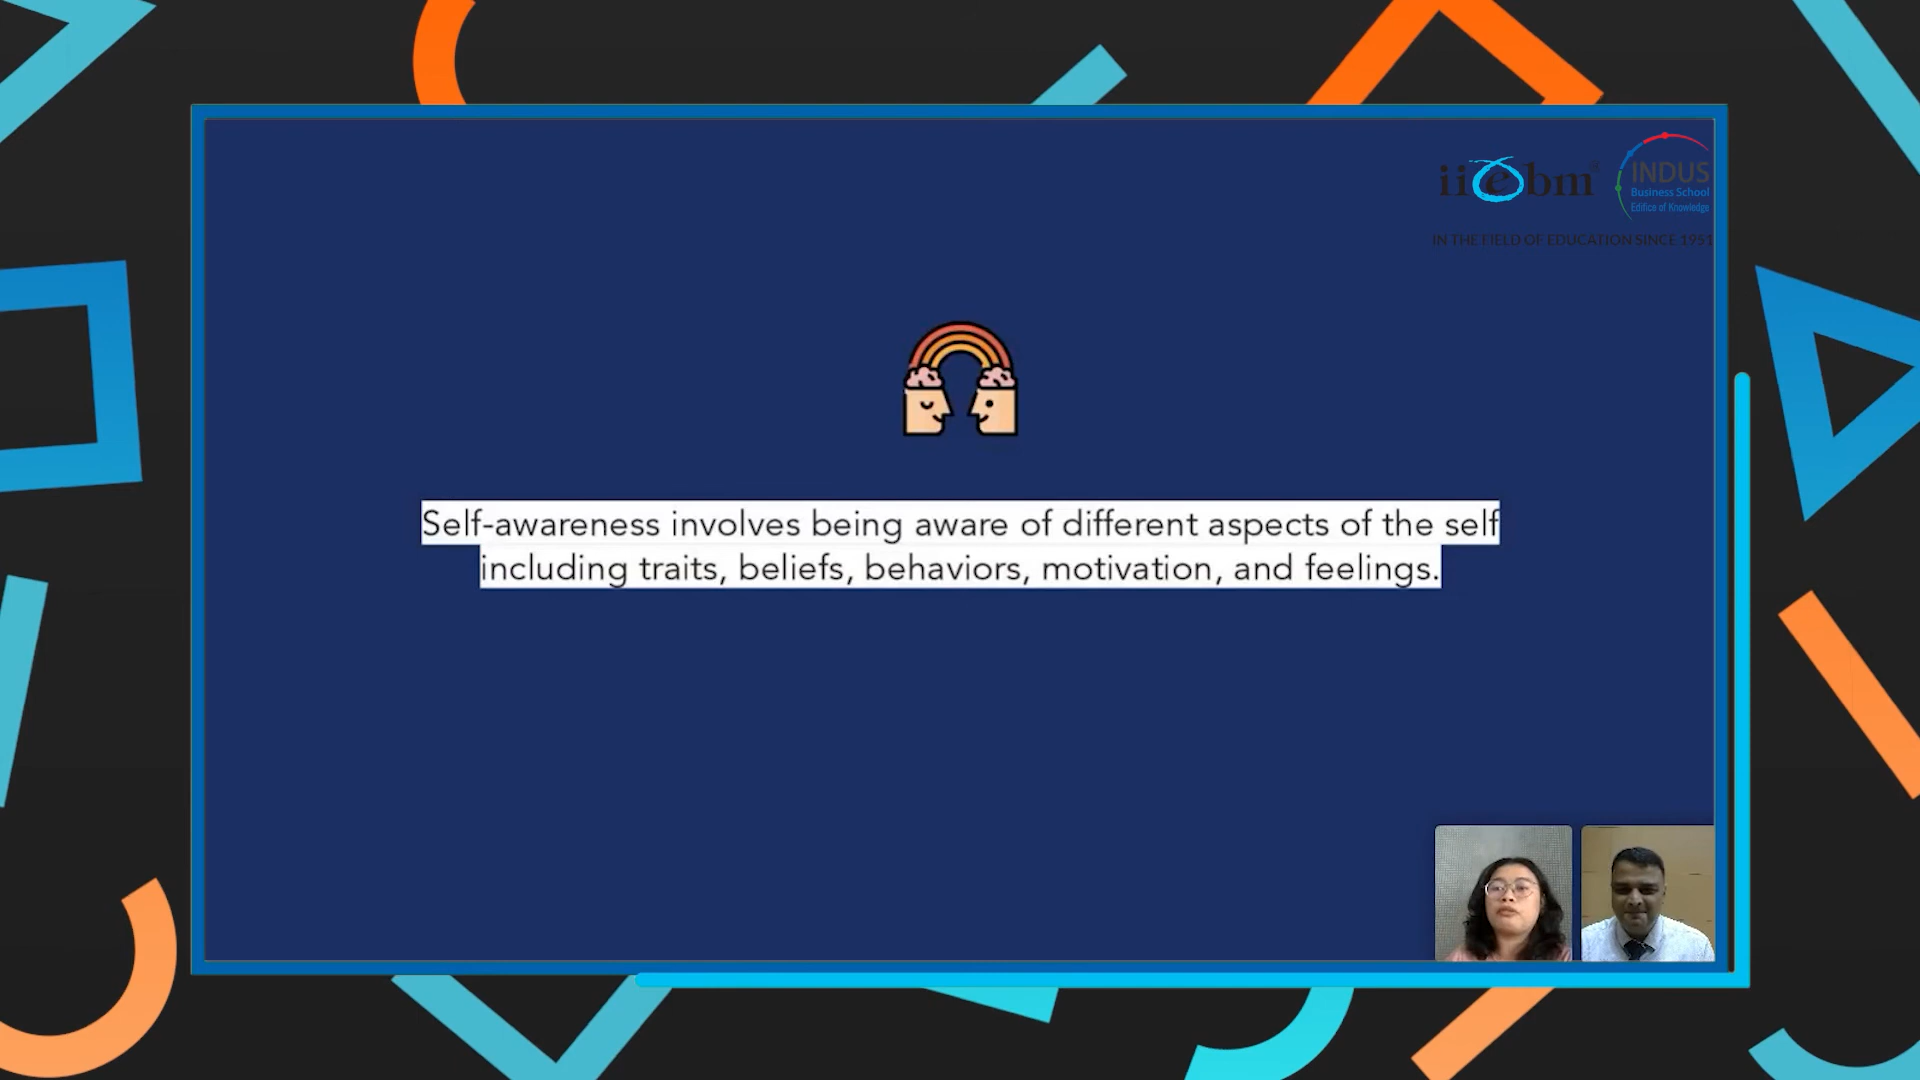 iiebm®
INDUS
Business School
Edifice of Knowledge
IN THE FIELD OF EDUCATION SINCE 1951
Self-awareness involves being aware of different aspects of the self
including traits, beliefs, behaviors, motivation, and feelings.